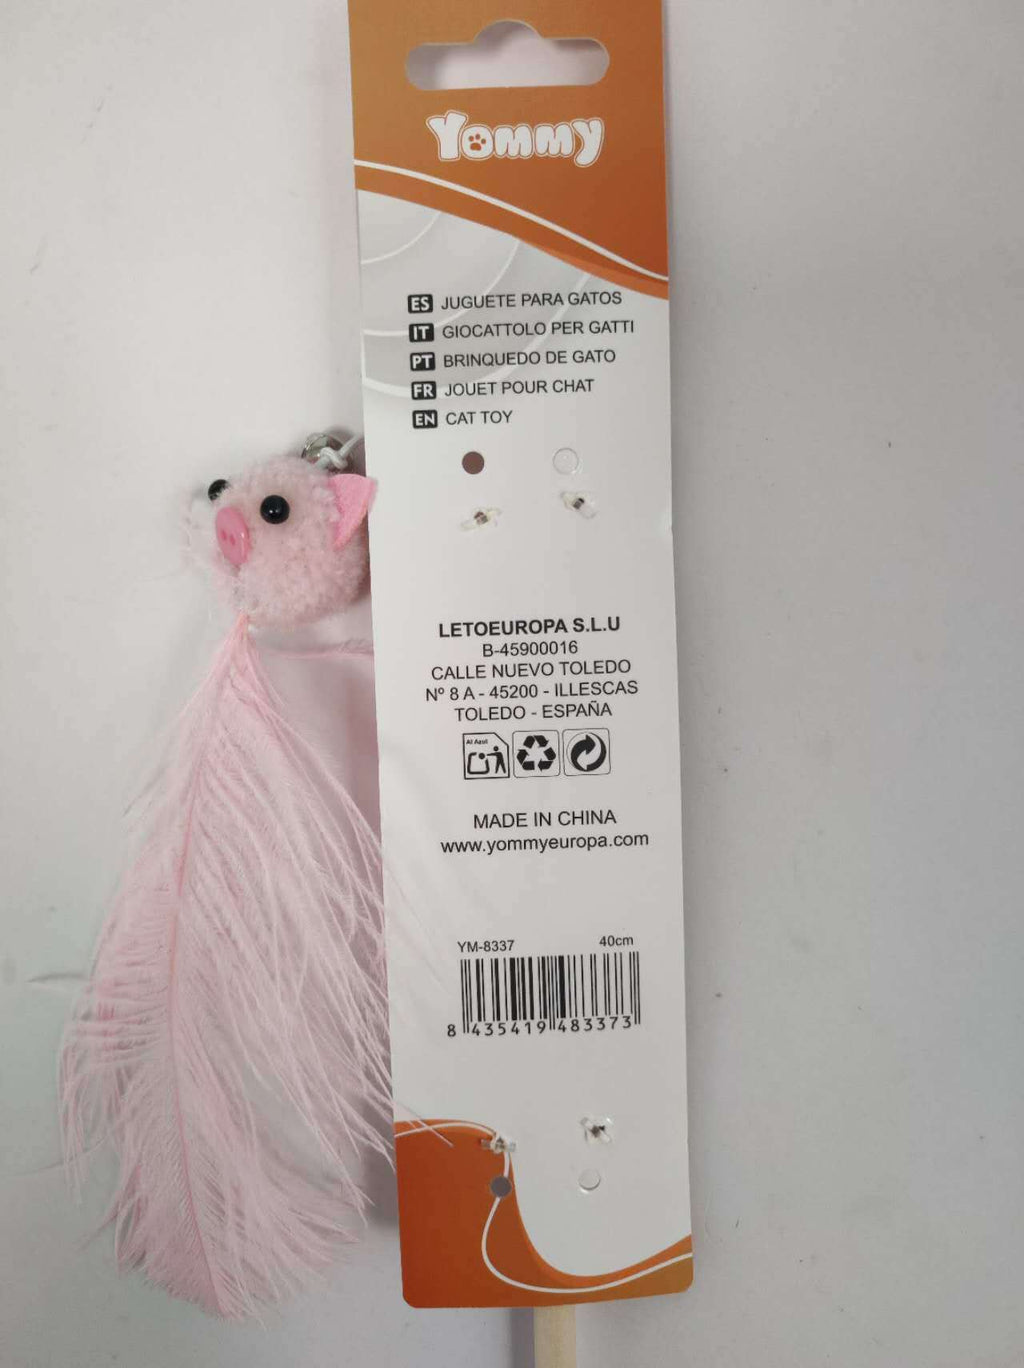 Yommy
ES JUGUETE PARA GATOS
IT GIOCATTOLO PER GATTI
PT BRINQUEDO DE GATO
FR JOUET POUR CHAT
EN CAT TOY
LETOEUROPA S.L.U
B-45900016
CALLE NUEVO TOLEDO
Nº 8 A - 45200 - ILLESCAS
TOLEDO - ESPAÑA
Al Azul
MADE IN CHINA
www.yommyeuropa.com
YM-8337 40cm
8 435419 483373